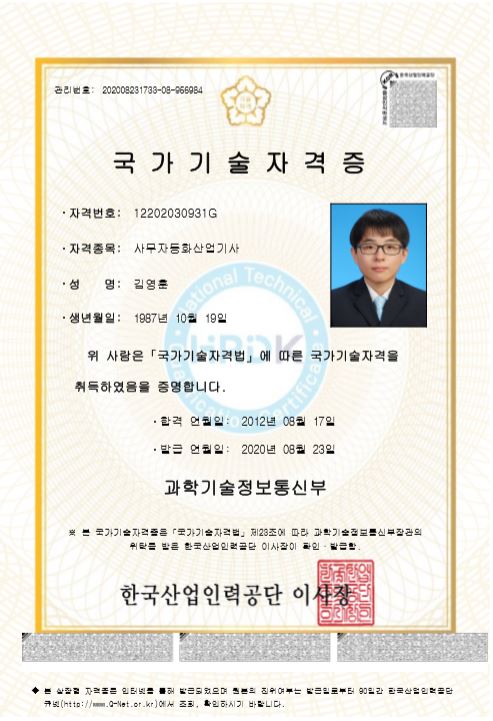 관리번호: 202008231733-08-966984
국 가 기 술 자 격 증
· 자격번호: 12202030931G
· 자격종목: 사무자동화산업기사
· 성 명: 김영훈
· 생년월일: 1987년 10월 19일
위 사람은 「국가기술자격법」에 따른 국가기술자격을
취득하였음을 증명합니다.
· 합격 연월일: 2012년 08월 17일
· 발급 연월일: 2020년 08월 23일
과학기술정보통신부
※ 본 국가기술자격증은 「국가기술자격법」 제23조에 따라 과학기술정보통신부장관의
위탁을 받은 한국산업인력공단 이사장이 확인·발급함.
한국산업인력공단 이사장
◆ 본 상장형 자격증은 인터넷을 통해 발급되었으며 원본의 진위여부는 발급일로부터 90일간 한국산업인력공단
큐넷(http://www.Q-Net.or.kr)에서 조회, 확인하시기 바랍니다.